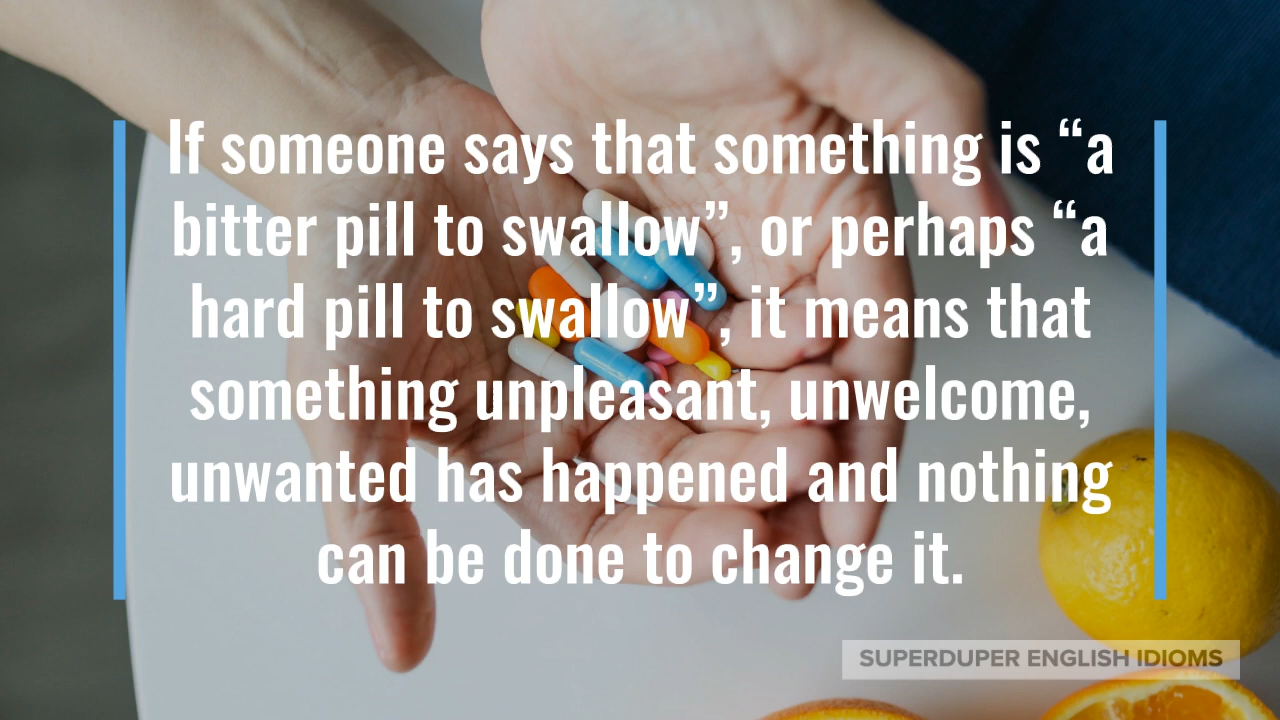 If someone says that something is “a
bitter pill to swallow”, or perhaps “a
hard pill to swallow”, it means that
something unpleasant, unwelcome,
unwanted has happened and nothing
can be done to change it.
SUPERDUPER ENGLISH IDIOMS